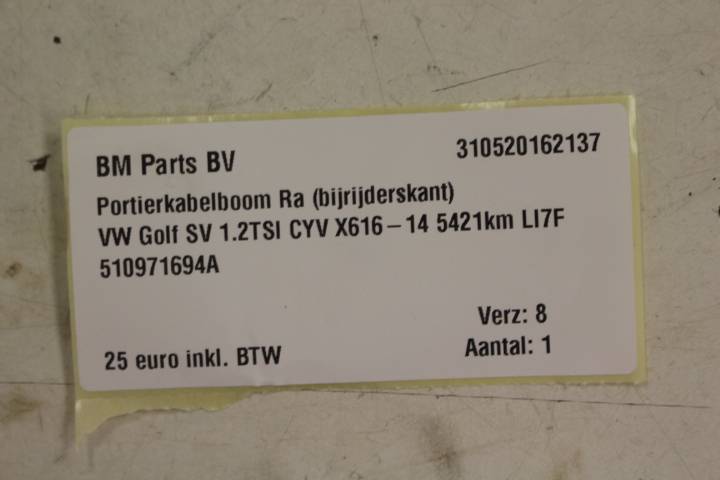 BM Parts BV 310520162137
Portierkabelboom Ra (bijrijderskant)
VW Golf SV 1.2TSI CYV X616-14 5421km LI7F
510971694A
Verz: 8
25 euro inkl. BTW Aantal: 1